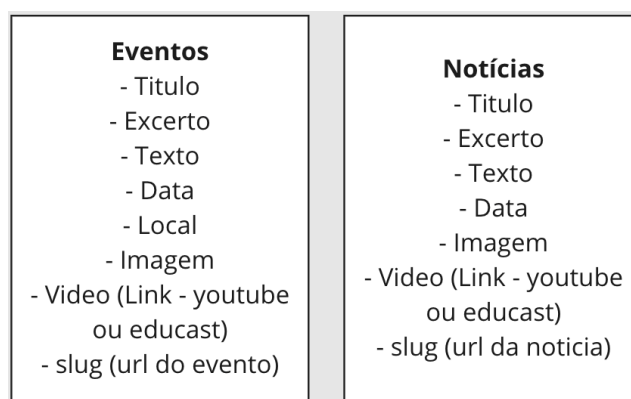 Eventos
- Titulo
- Excerto
- Texto
- Data
- Local
- Imagem
- Video (Link - youtube
ou educast)
- slug (url do evento)
Notícias
- Titulo
- Excerto
- Texto
- Data
- Imagem
- Video (Link - youtube
ou educast)
- slug (url da noticia)